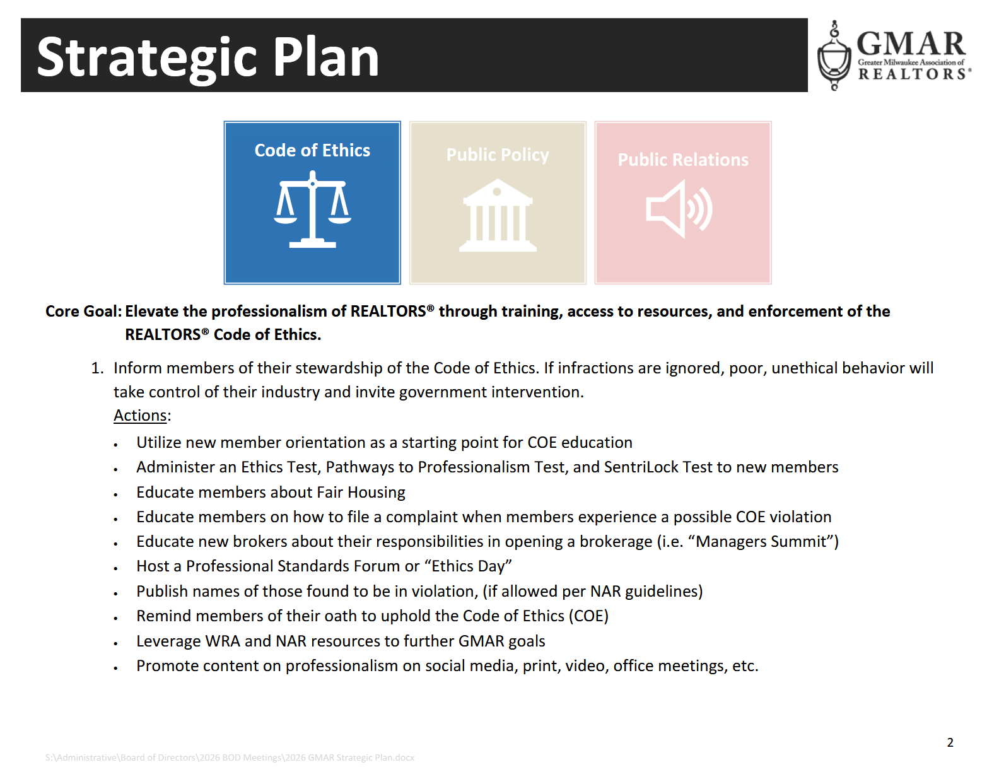 Strategic Plan
GMAR
Greater Milwaukee Association of
REALTORS®
Code of Ethics
Public Policy
Public Relations
Core Goal: Elevate the professionalism of REALTORS® through training, access to resources, and enforcement of the
REALTORS® Code of Ethics.
1. Inform members of their stewardship of the Code of Ethics. If infractions are ignored, poor, unethical behavior will
take control of their industry and invite government intervention.
Actions:
• Utilize new member orientation as a starting point for COE education
• Administer an Ethics Test, Pathways to Professionalism Test, and SentriLock Test to new members
• Educate members about Fair Housing
• Educate members on how to file a complaint when members experience a possible COE violation
• Educate new brokers about their responsibilities in opening a brokerage (i.e. “Managers Summit”)
• Host a Professional Standards Forum or “Ethics Day”
• Publish names of those found to be in violation, (if allowed per NAR guidelines)
• Remind members of their oath to uphold the Code of Ethics (COE)
• Leverage WRA and NAR resources to further GMAR goals
• Promote content on professionalism on social media, print, video, office meetings, etc.
2
S:\Administrative\Board of Directors\2026 BOD Meetings\2026 GMAR Strategic Plan.docx